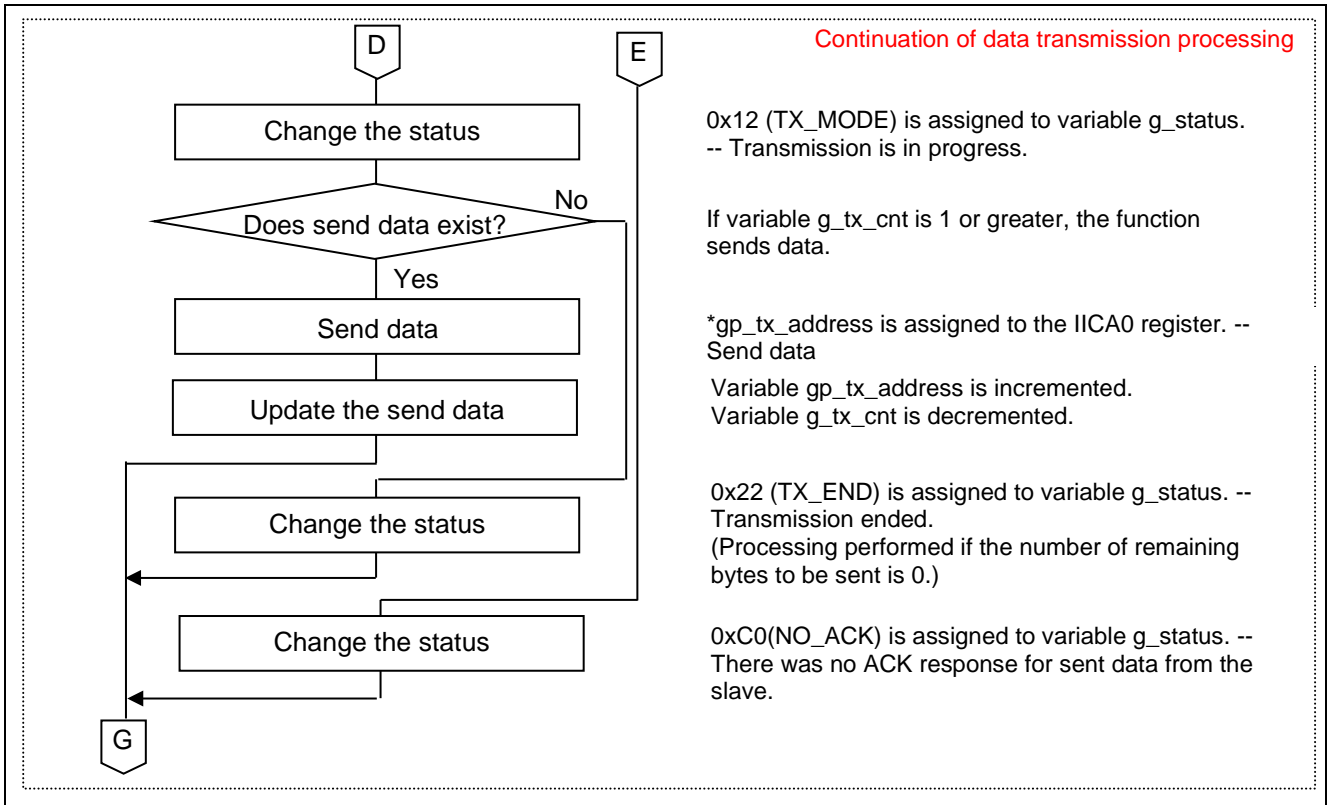 D
E
Continuation of data transmission processing
Change the status
0x12 (TX_MODE) is assigned to variable g_status.
-- Transmission is in progress.
No
Does send data exist?
If variable g_tx_cnt is 1 or greater, the function
sends data.
Yes
Send data
*gp_tx_address is assigned to the IICA0 register. --
Send data
Update the send data
Variable gp_tx_address is incremented.
Variable g_tx_cnt is decremented.
Change the status
0x22 (TX_END) is assigned to variable g_status. --
Transmission ended.
(Processing performed if the number of remaining
bytes to be sent is 0.)
Change the status
0xC0(NO_ACK) is assigned to variable g_status. --
There was no ACK response for sent data from the
slave.
G